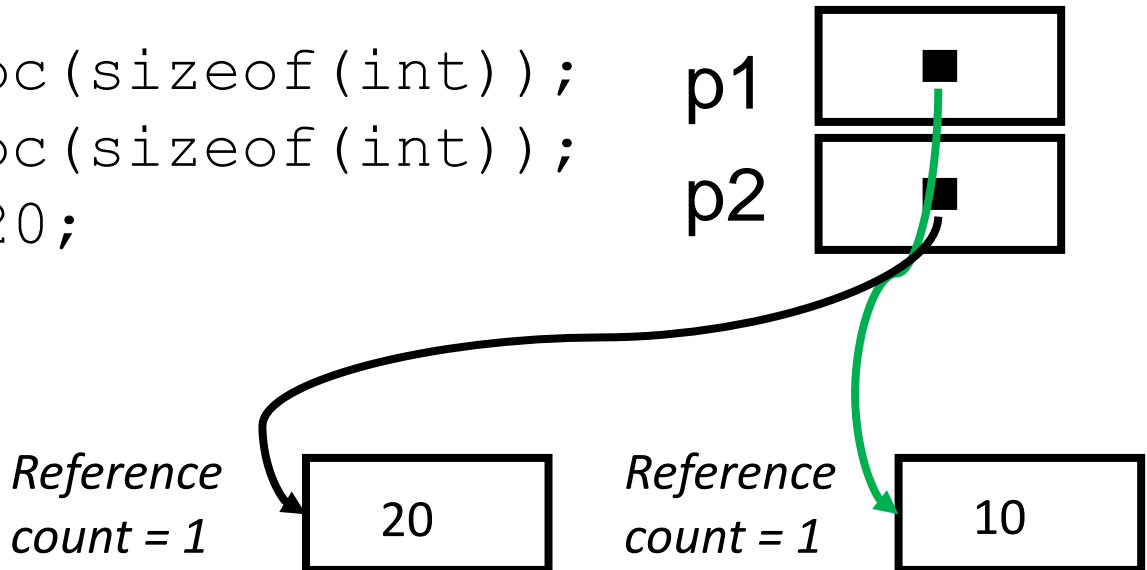 oc(sizeof(int));
oc(sizeof(int));
20;
p1
p2
Reference
count = 1
20
Reference
count = 1
10